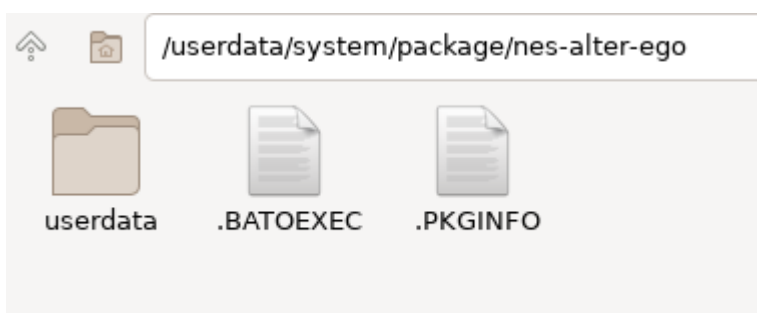 /userdata/system/package/nes-alter-ego
userdata .BATOEXEC .PKGINFO